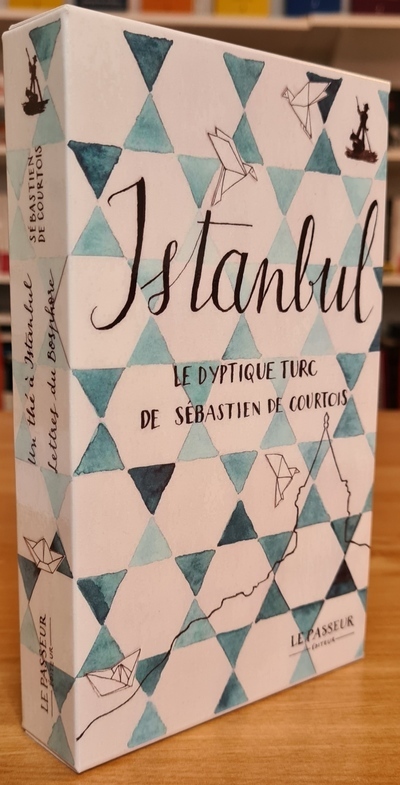 Istanbul
LE DYPTIQUE TURC
DE SÉBASTIEN DE COURTOIS
LE PASSEUR
ÉDITEUR
SÉBASTIEN
DE COURTOIS
Un thé à Istanbul
Lettres du Bosphore
LE PASSEUR
ÉDITEUR